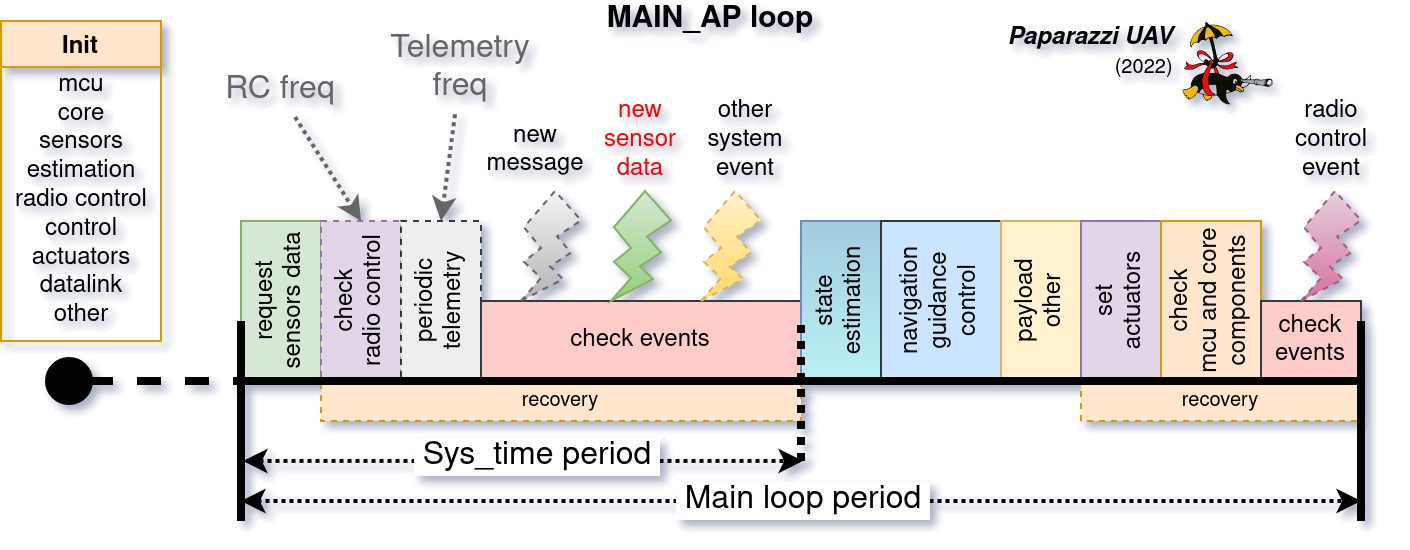 MAIN_AP loop
Paparazzi UAV
(2022)
Init
mcu
core
sensors
estimation
radio control
control
actuators
datalink
other
RC freq
Telemetry
freq
new
message
new
sensor
data
other
system
event
radio
control
event
request
sensors data
check
radio control
periodic
telemetry
check events
state
estimation
navigation
guidance
control
payload
other
set
actuators
check
mcu and core
components
check
events
recovery
recovery
Sys_time period
Main loop period